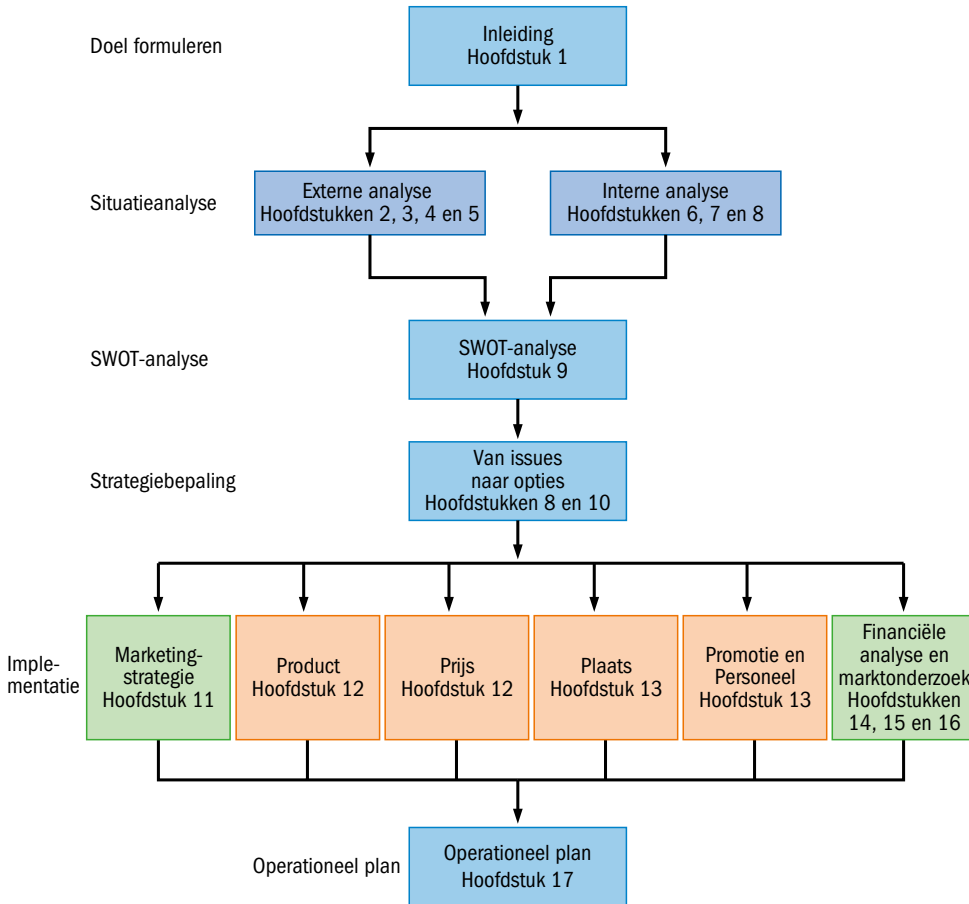 Doel formuleren
Inleiding
Hoofdstuk 1
Situatieanalyse
Externe analyse
Hoofdstukken 2, 3, 4 en 5
Interne analyse
Hoofdstukken 6, 7 en 8
SWOT-analyse
SWOT-analyse
Hoofdstuk 9
Strategiebepaling
Van issues
naar opties
Hoofdstukken 8 en 10
Imple-
mentatie
Marketing-
strategie
Hoofdstuk 11
Product
Hoofdstuk 12
Prijs
Hoofdstuk 12
Plaats
Hoofdstuk 13
Promotie en
Personeel
Hoofdstuk 13
Financiële
analyse en
marktonderzoek
Hoofdstukken
14, 15 en 16
Operationeel plan
Operationeel plan
Hoofdstuk 17